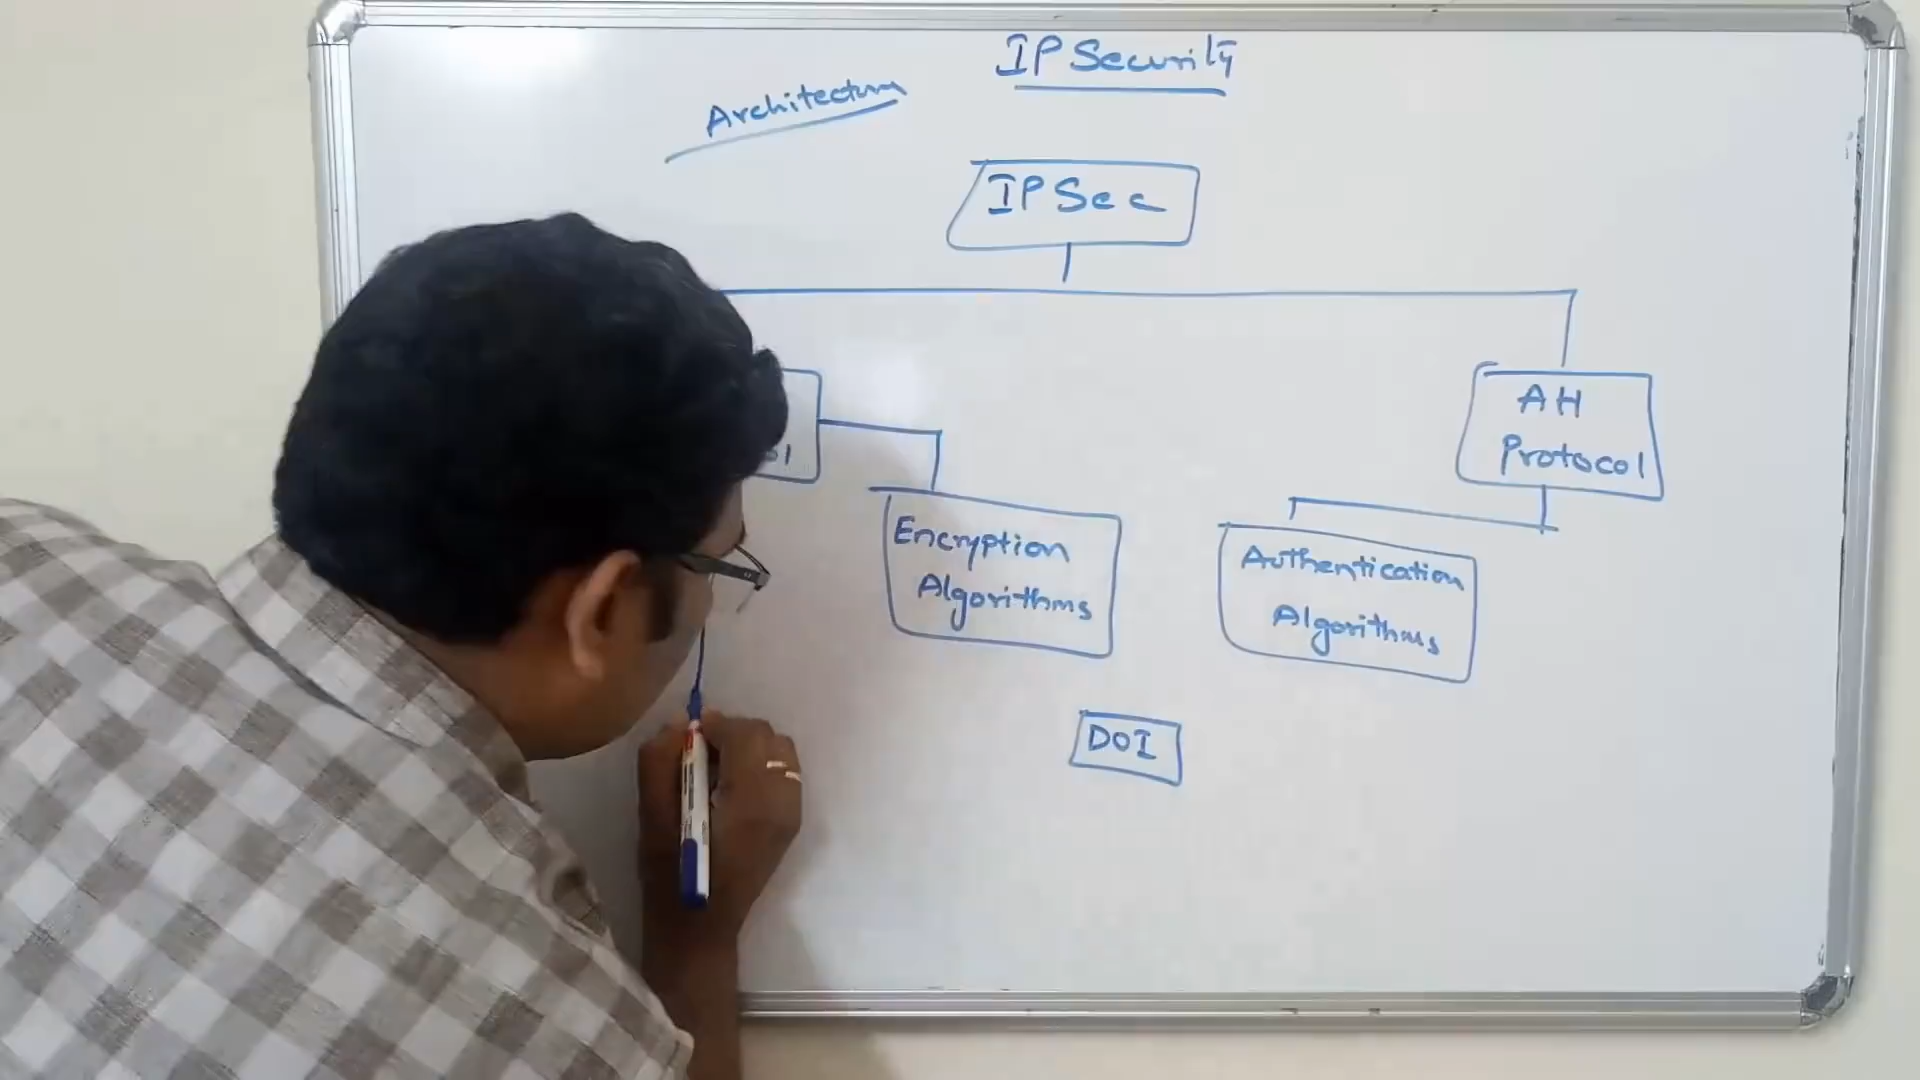 IP Security
Architecture
IPSec
AH
Protocol
Encryption
Algorithms
Authentication
Algorithms
DOI